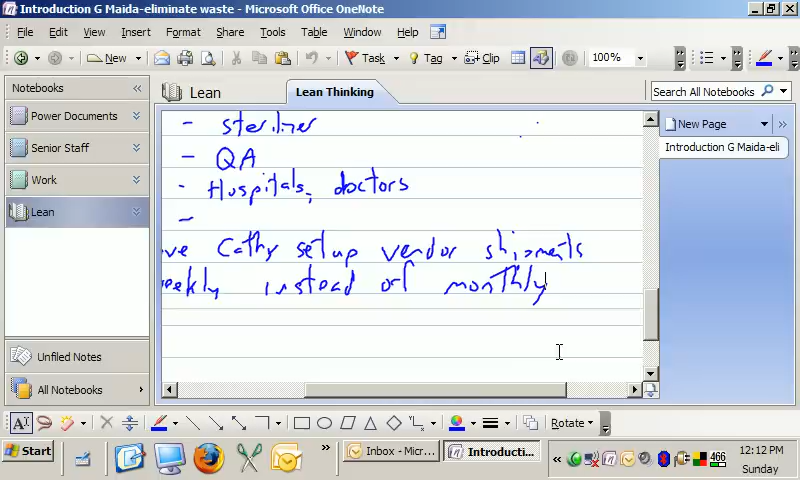 Introduction G Maida-eliminate waste - Microsoft Office OneNote
File Edit View Insert Format Share Tools Table Window Help
Back New Task Tag Clip 100%
Notebooks « Lean Lean Thinking Search All Notebooks
Power Documents
Senior Staff
Work
Lean
New Page
Introduction G Maida-eli
- Sterilizer
- QA
- Hospitals, doctors
-
ve Cathy setup vendor shipments
eekly instead of monthly
Unfiled Notes
All Notebooks
Rotate
Start » Inbox - Micr... Introducti... « 466 12:12 PM
Sunday